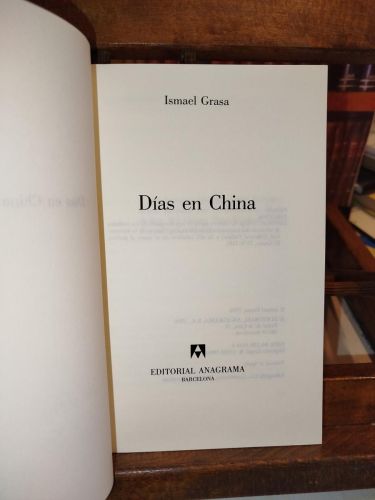 Ismael Grasa
Días en China
EDITORIAL ANAGRAMA
BARCELONA